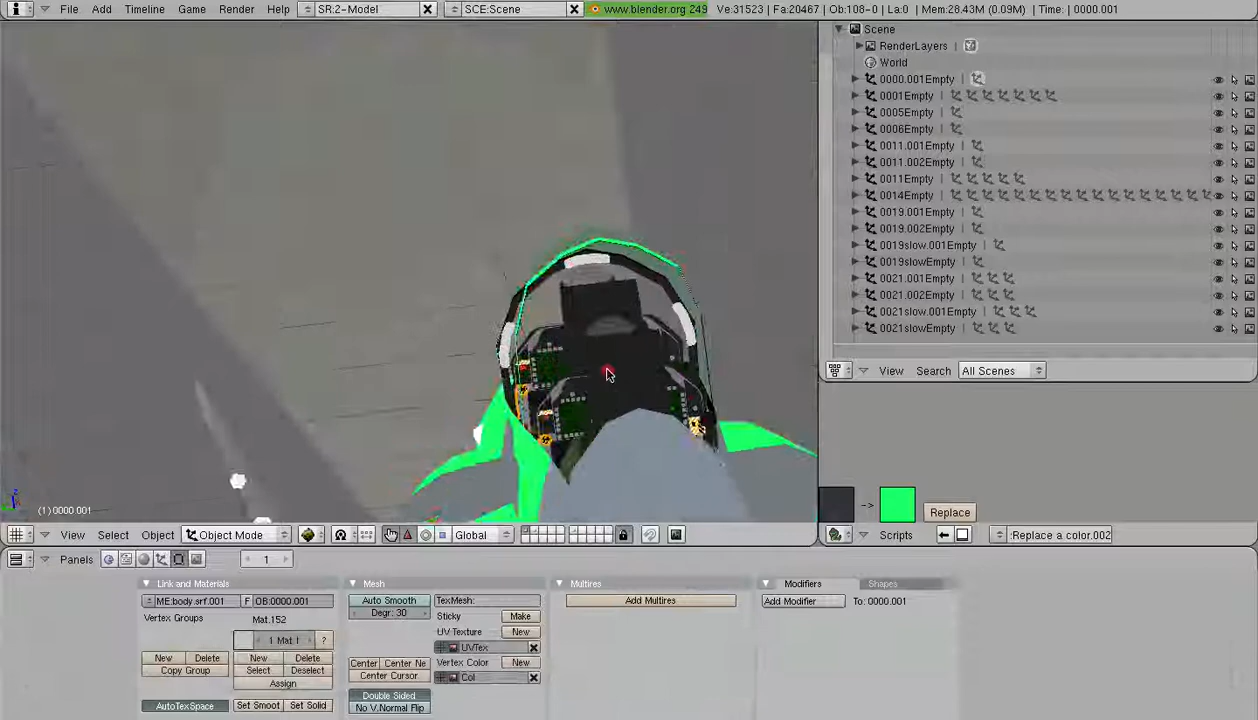 File Add Timeline Game Render Help SR:2-Model SCE:Scene www.blender.org 249 Ve:31523 | Fa:20467 | Ob:108-0 | La:0 | Mem:28.43M (0.09M) | Time: | 0000.001
Scene
RenderLayers |
World
0000.001Empty |
0001Empty |
0005Empty |
0006Empty |
0011.001Empty |
0011.002Empty |
0011Empty |
0014Empty |
0019.001Empty |
0019.002Empty |
0019slow.001Empty |
0019slowEmpty |
0021.001Empty |
0021.002Empty |
0021slow.001Empty |
0021slowEmpty |
View Search All Scenes
(1) 0000.001
-> Replace
View Select Object Object Mode Global
Scripts :Replace a color.002
Panels 1
Link and Materials
ME:body.srf.001 F OB:0000.001
Vertex Groups Mat.152
1 Mat 1 ?
New Delete New Delete
Copy Group Select Deselect
Assign
AutoTexSpace Set Smoot Set Solid
Mesh
Auto Smooth TexMesh:
Degr: 30 Sticky Make
UV Texture New
UVTex
Center Center Ne Vertex Color New
Center Cursor Col
Double Sided
No V.Normal Flip
Multires
Add Multires
Modifiers Shapes
Add Modifier To: 0000.001